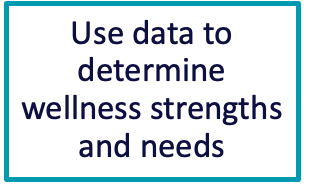 Use data to
determine
wellness strengths
and needs